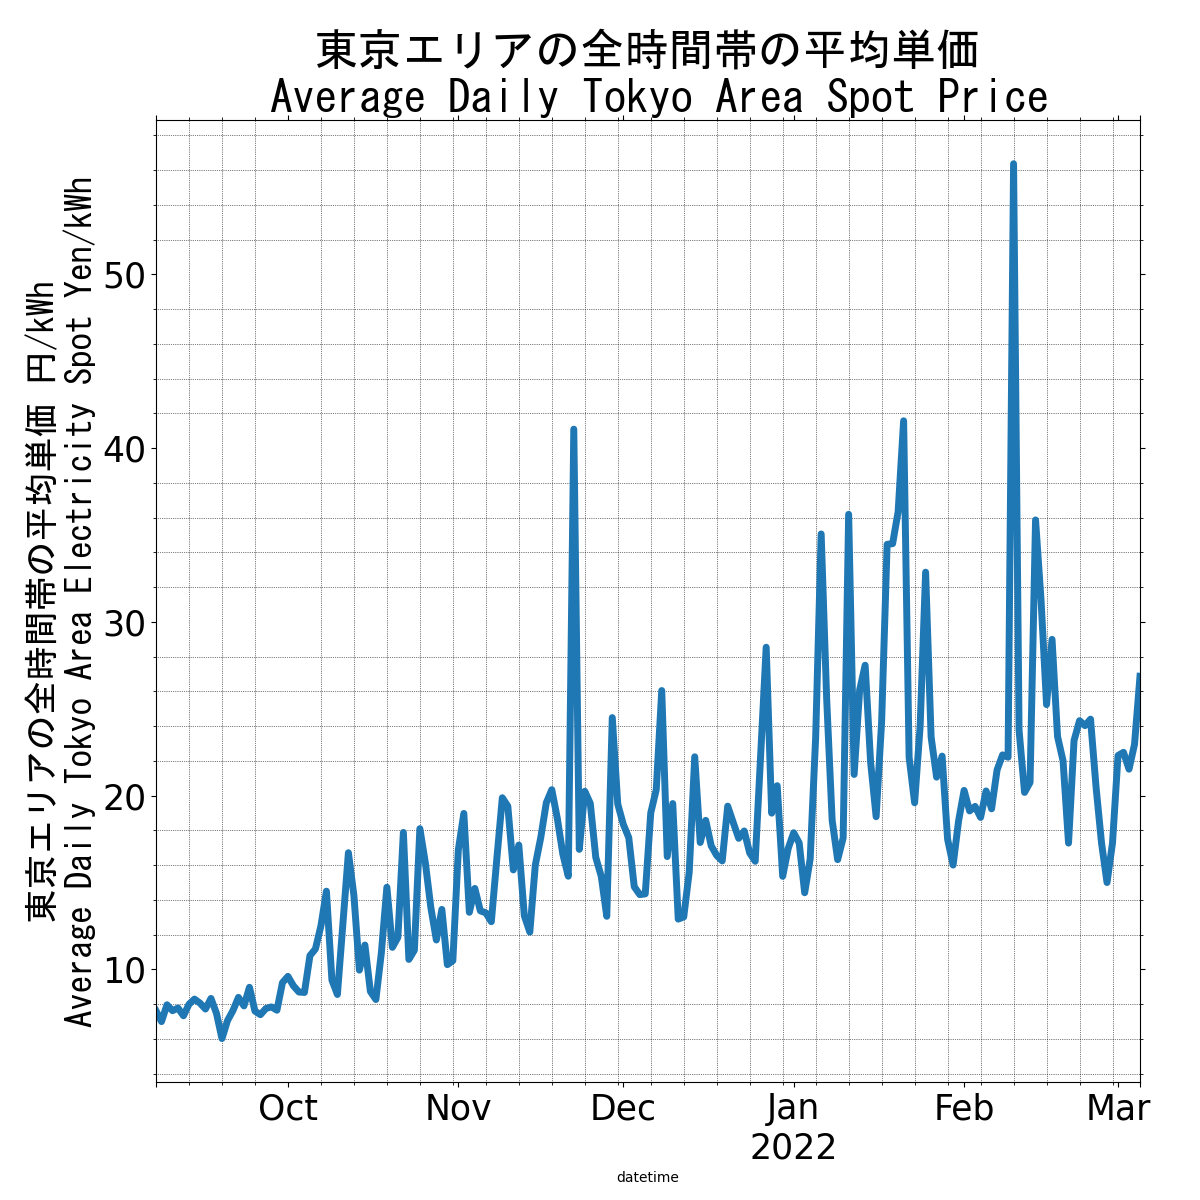 東京エリアの全時間帯の平均単価
Average Daily Tokyo Area Spot Price
東京エリアの全時間帯の平均単価 円/kWh
Average Daily Tokyo Area Electricity Spot Yen/kWh
50
40
30
20
10
Oct Nov Dec Jan Feb Mar
2022
datetime